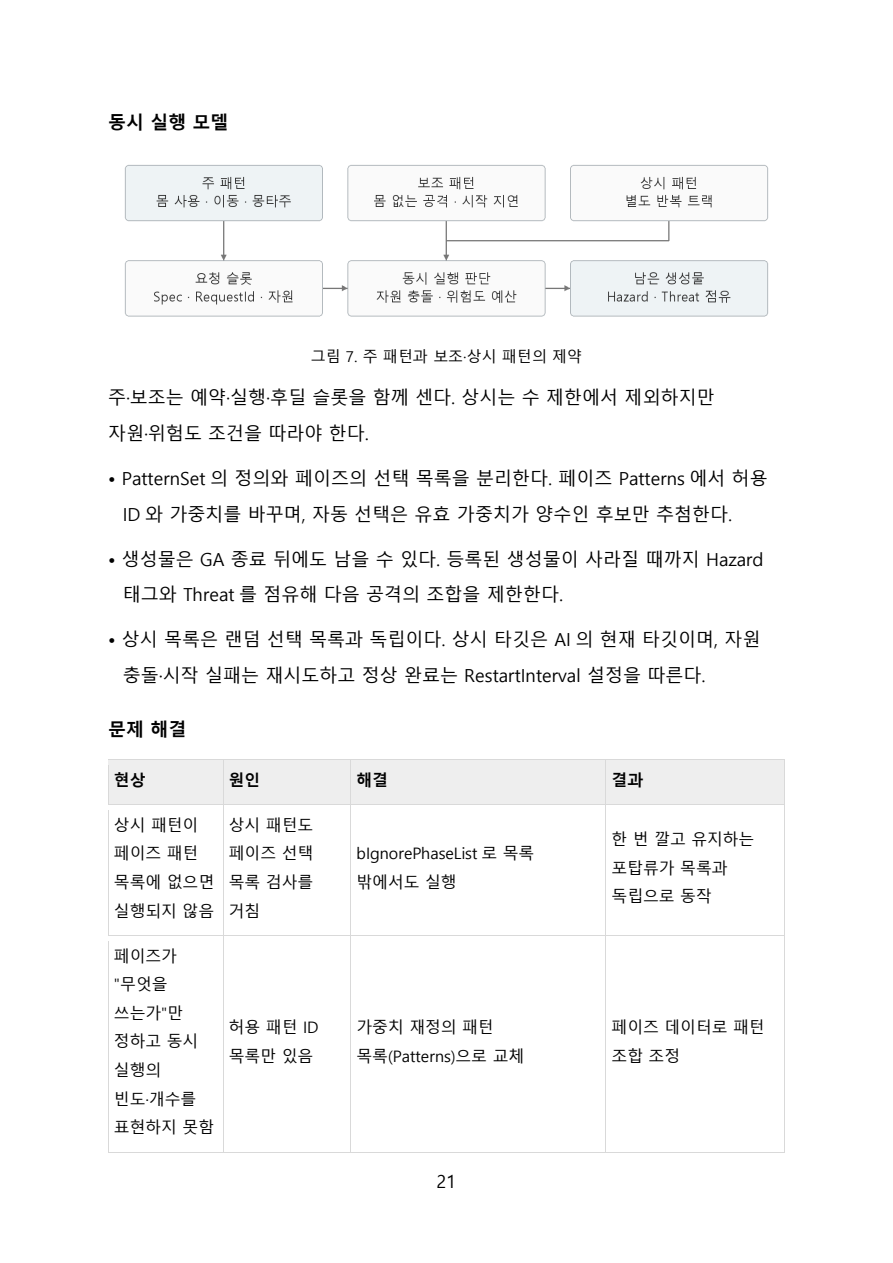 동시 실행 모델
주 패턴
몸 사용 · 이동 · 몽타주
보조 패턴
몸 없는 공격 · 시작 지연
상시 패턴
별도 반복 트랙
요청 슬롯
Spec · RequestId · 자원
동시 실행 판단
자원 충돌 · 위험도 예산
남은 생성물
Hazard · Threat 점유
그림 7. 주 패턴과 보조·상시 패턴의 제약
주·보조는 예약·실행·후딜 슬롯을 함께 센다. 상시는 수 제한에서 제외하지만
자원·위험도 조건을 따라야 한다.
• PatternSet 의 정의와 페이즈의 선택 목록을 분리한다. 페이즈 Patterns 에서 허용
ID 와 가중치를 바꾸며, 자동 선택은 유효 가중치가 양수인 후보만 추첨한다.
• 생성물은 GA 종료 뒤에도 남을 수 있다. 등록된 생성물이 사라질 때까지 Hazard
태그와 Threat 를 점유해 다음 공격의 조합을 제한한다.
• 상시 목록은 랜덤 선택 목록과 독립이다. 상시 타깃은 AI 의 현재 타깃이며, 자원
충돌·시작 실패는 재시도하고 정상 완료는 RestartInterval 설정을 따른다.
문제 해결
현상
원인
해결
결과
상시 패턴이
페이즈 패턴
목록에 없으면
실행되지 않음
상시 패턴도
페이즈 선택
목록 검사를
거침
bIgnorePhaseList 로 목록
밖에서도 실행
한 번 깔고 유지하는
포탑류가 목록과
독립으로 동작
페이즈가
"무엇을
쓰는가"만
정하고 동시
실행의
빈도·개수를
표현하지 못함
허용 패턴 ID
목록만 있음
가중치 재정의 패턴
목록(Patterns)으로 교체
페이즈 데이터로 패턴
조합 조정
21